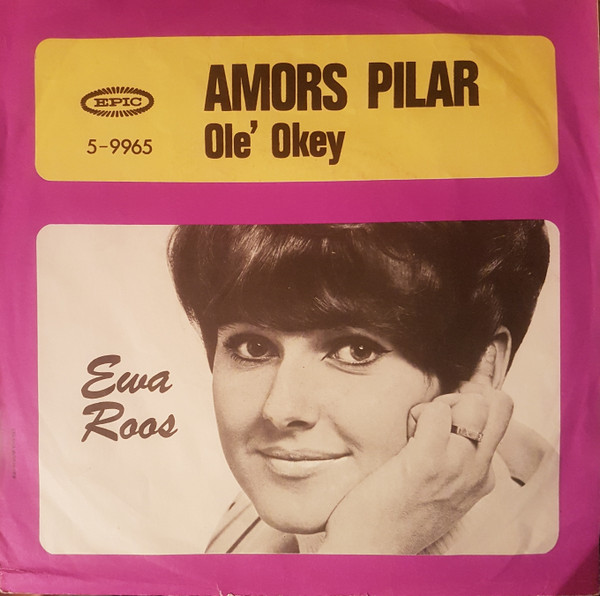 EPIC
5-9965
AMORS PILAR
Ole' Okey
Ewa
Roos